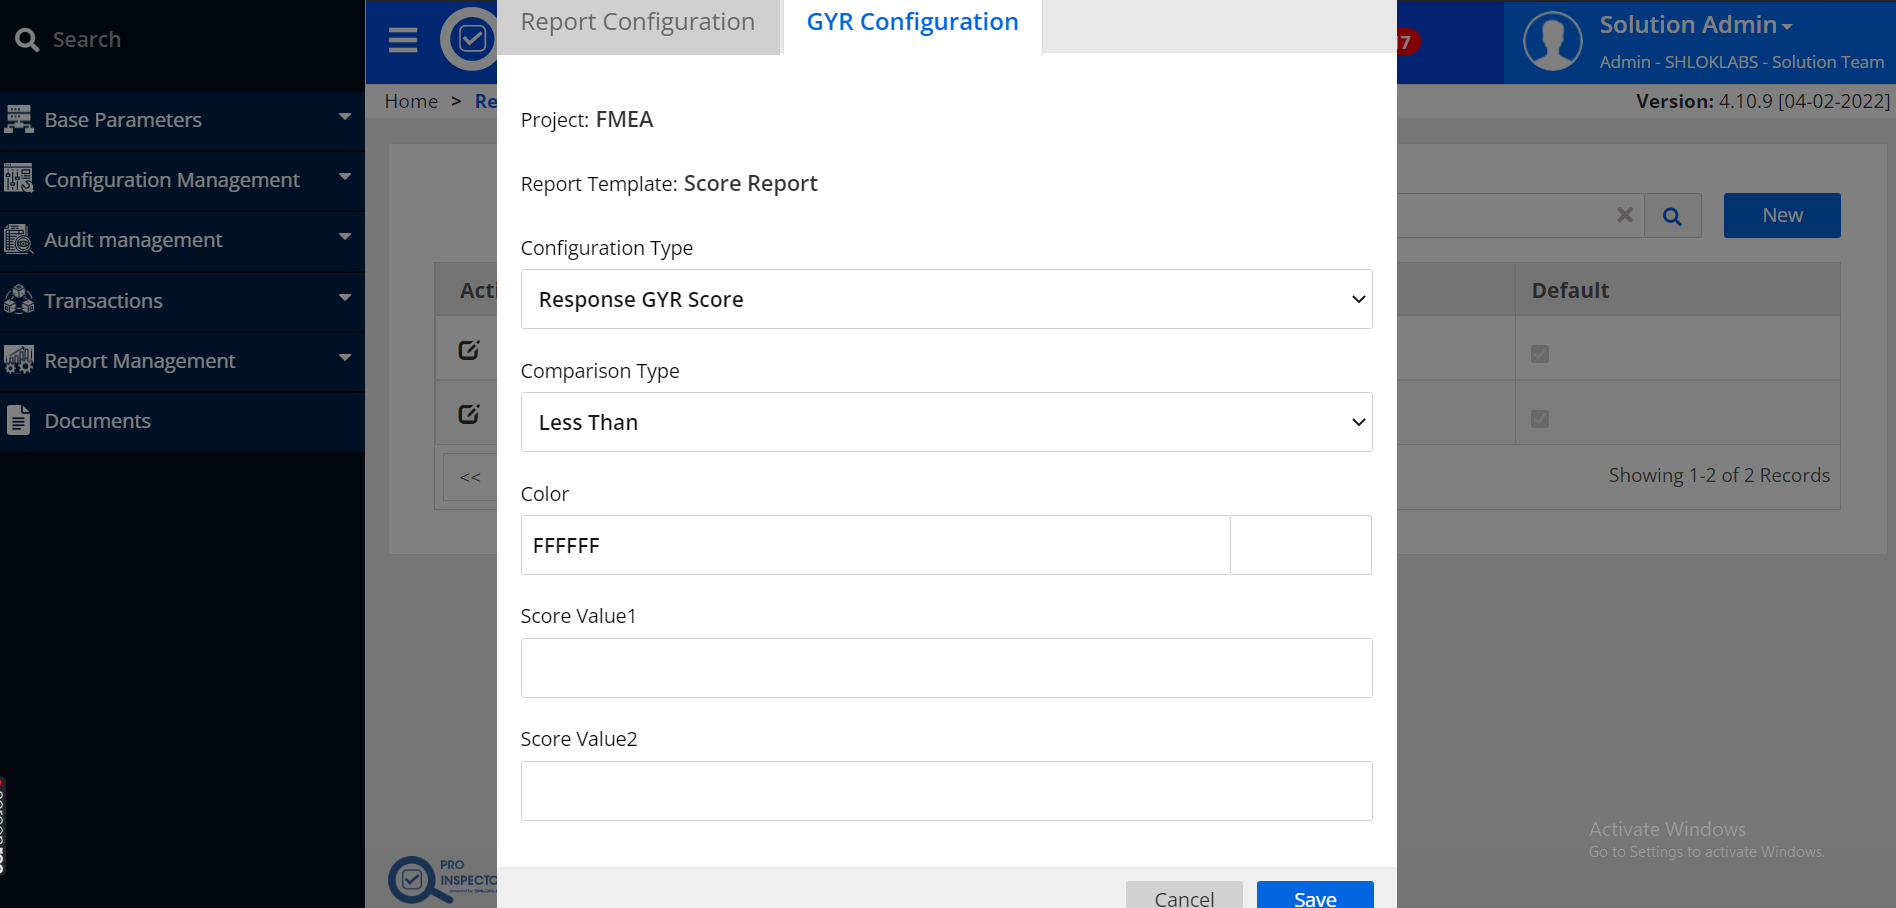 Search
Base Parameters
Configuration Management
Audit management
Transactions
Report Management
Documents
Report Configuration
GYR Configuration
17
Solution Admin
Admin - SHLOKLABS - Solution Team
Home > Re
Version: 4.10.9 [04-02-2022]
Project: FMEA
Report Template: Score Report
Configuration Type
Response GYR Score
Comparison Type
Less Than
Color
FFFFFF
Score Value1
Score Value2
Cancel
Save
New
Acti
Default
<<
Showing 1-2 of 2 Records
PRO
INSPECTO
Activate Windows
Go to Settings to activate Windows.